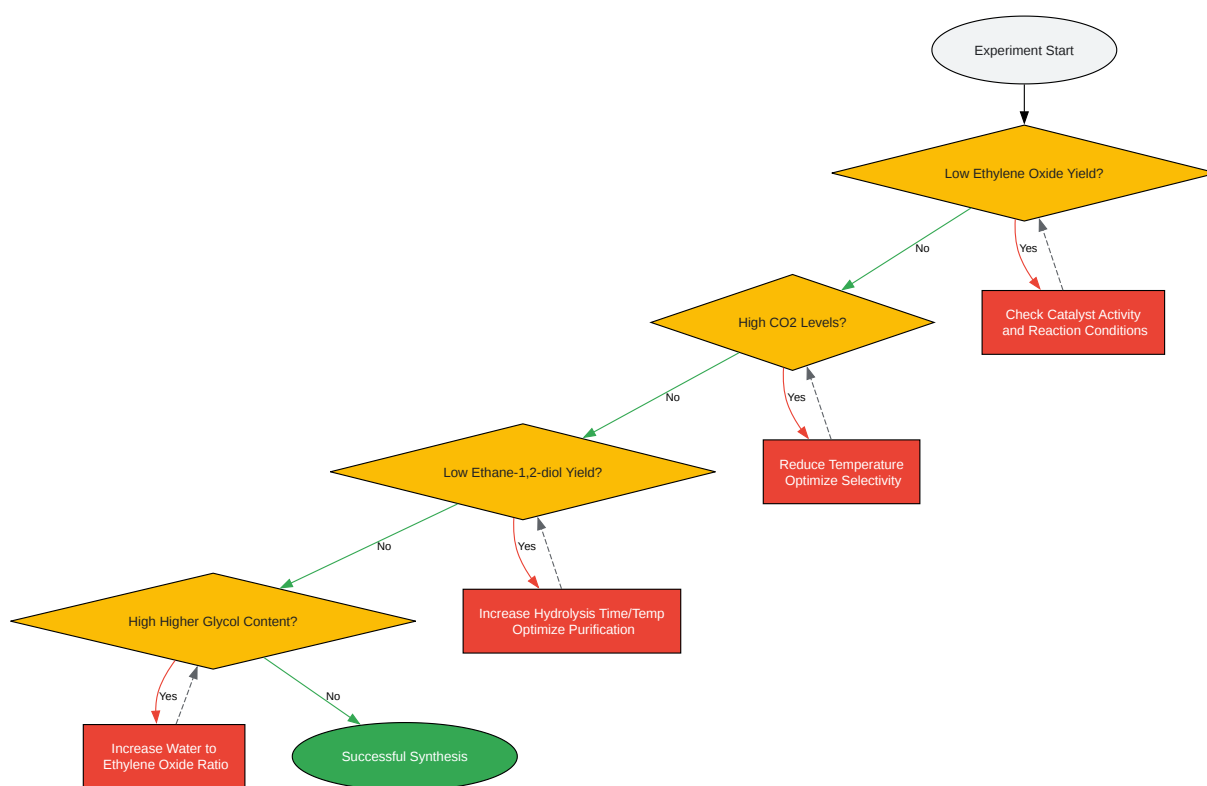 Experiment Start
Low Ethylene Oxide Yield?
No
Yes
Check Catalyst Activity
and Reaction Conditions
High CO2 Levels?
No
Yes
Reduce Temperature
Optimize Selectivity
Low Ethane-1,2-diol Yield?
No
Yes
Increase Hydrolysis Time/Temp
Optimize Purification
High Higher Glycol Content?
Yes
No
Increase Water to
Ethylene Oxide Ratio
Successful Synthesis